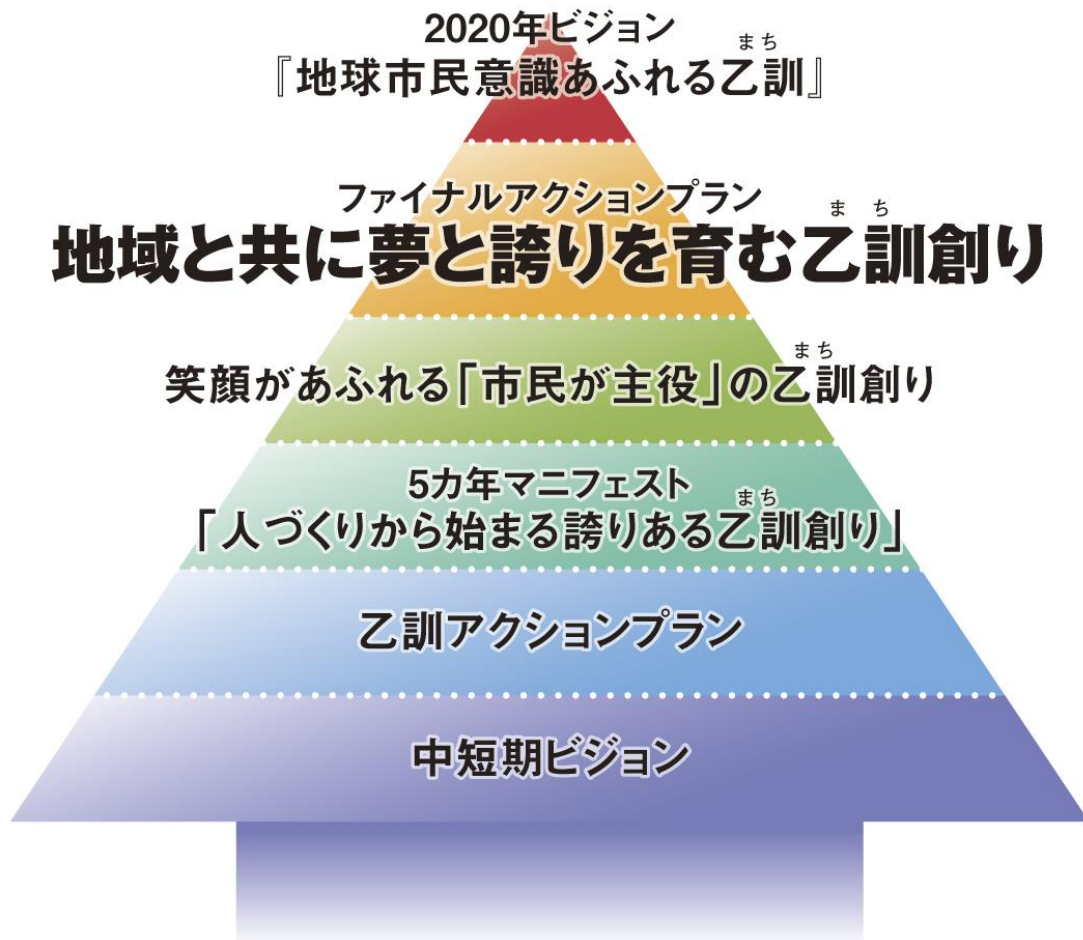 2020年ビジョン
まち
『地球市民意識あふれる乙訓』
ファイナルアクションプラン
まち
地域と共に夢と誇りを育む乙訓創り
まち
笑顔があふれる「市民が主役」の乙訓創り
5カ年マニフェスト
まち
「人づくりから始まる誇りある乙訓創り」
乙訓アクションプラン
中短期ビジョン